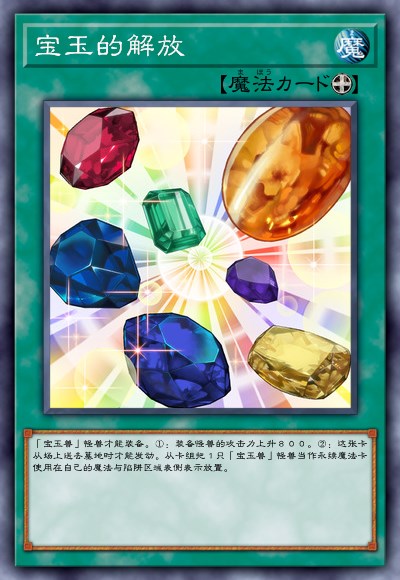 宝玉的解放
魔
【魔法カード】
まほう
「宝玉兽」怪兽才能装备。①：装备怪兽的攻击力上升８００。②：这张卡
从场上送去墓地时才能发动。从卡组把１只「宝玉兽」怪兽当作永续魔法卡
使用在自己的魔法与陷阱区域表侧表示放置。